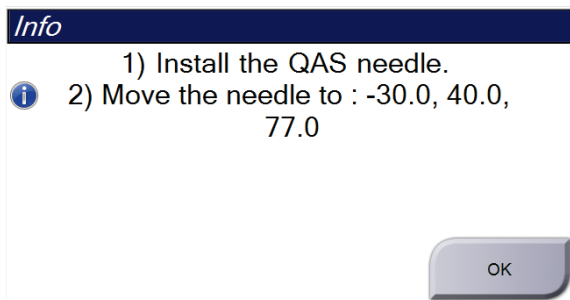 Info
1) Install the QAS needle.
2) Move the needle to : -30.0, 40.0,
77.0
OK